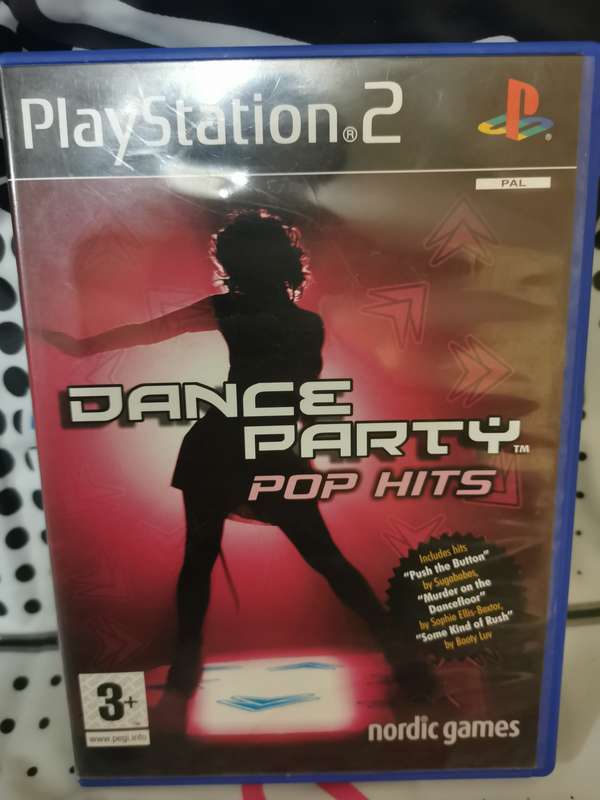 PlayStation®2
PAL
DANCE
PARTY™
POP HITS
Includes hits
"Push the Button"
by Sugababes,
"Murder on the
Dancefloor"
by Sophie Ellis-Bextor,
"Some Kind of Rush"
by Booty Luv
3+
www.pegi.info
nordic games